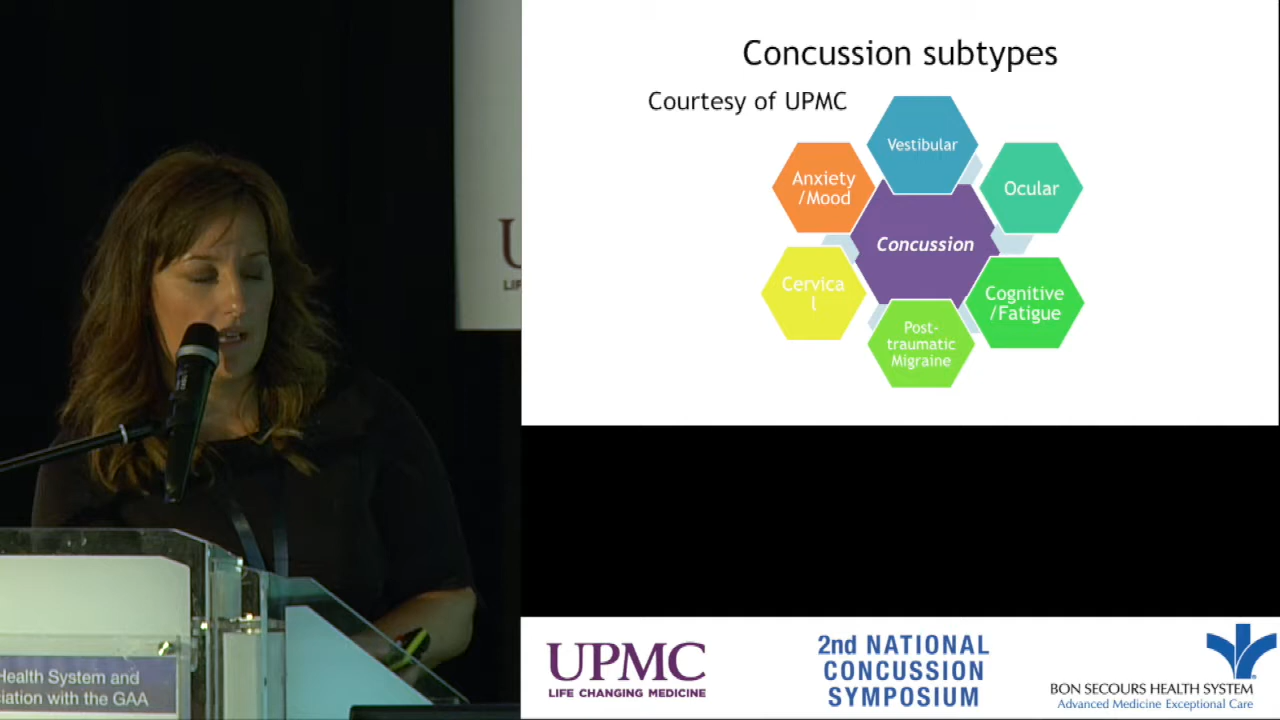 Concussion subtypes
Courtesy of UPMC
Vestibular
Anxiety
/Mood
Ocular
Concussion
Cervica
l
Cognitive
/Fatigue
Post-
traumatic
Migraine
U
LIF
Health System and
ciation with the GAA
UPMC
LIFE CHANGING MEDICINE
2nd NATIONAL
CONCUSSION
SYMPOSIUM
BON SECOURS HEALTH SYSTEM
Advanced Medicine Exceptional Care